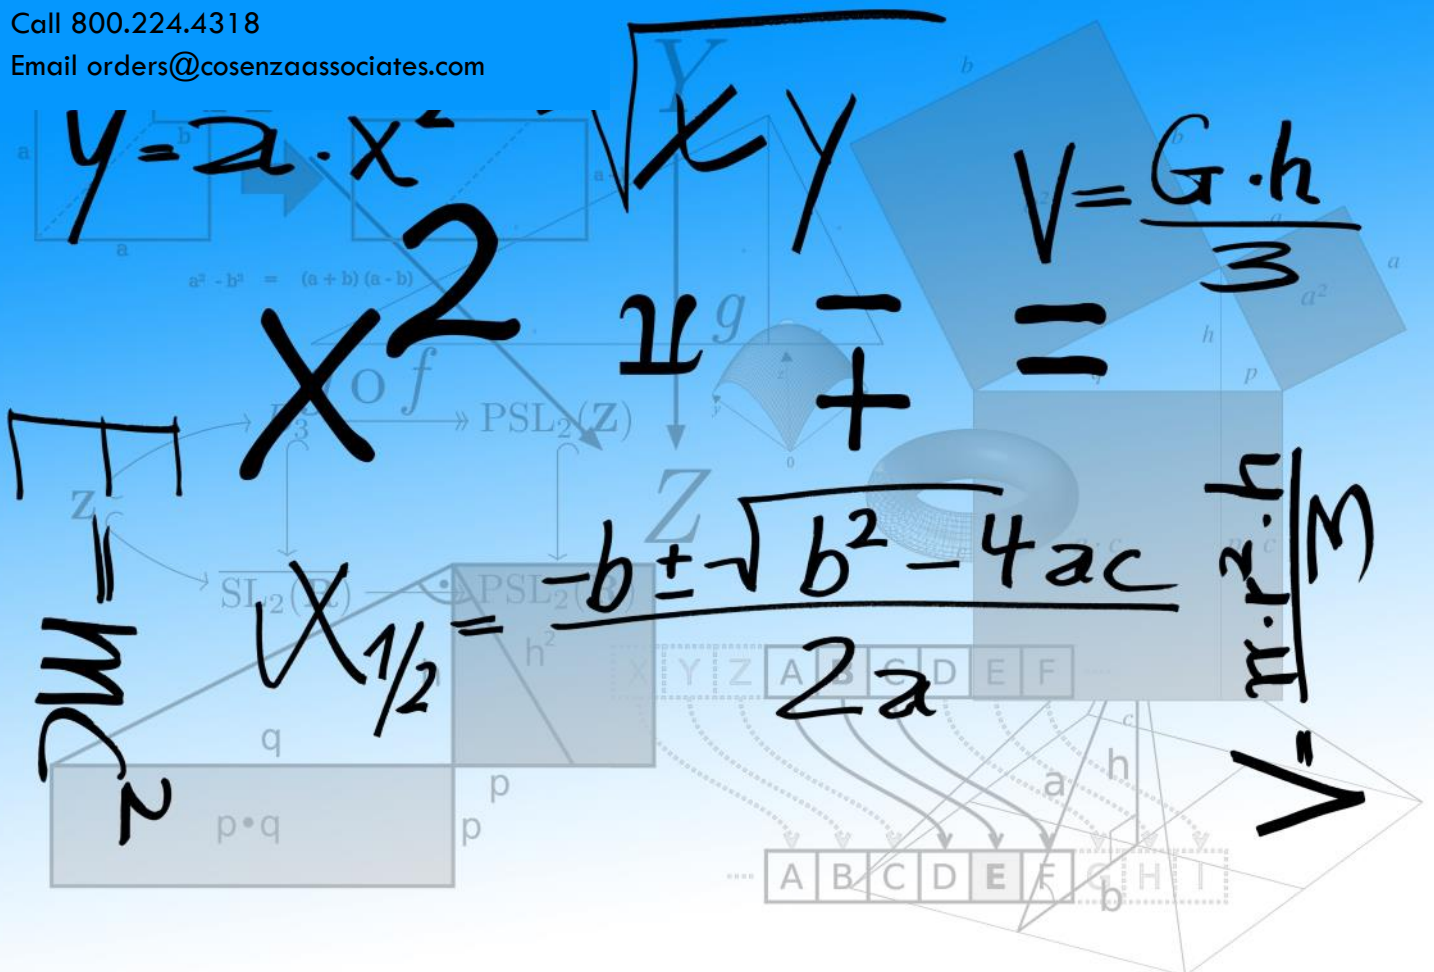 Call 800.224.4318
Email orders@cosenzaassociates.com
y=a·x²
√xy
V=G·h/3
b
a
b
a
a
b
b
a
a²
h
p
a² - b² = (a+b)(a-b)
x²
π
g
− + =
Y
o f
PSL₂(Z)
Z
z
y
0
E=mc²
SL₂(R)
PSL₂(R)
x₁/₂ = −b±√b²−4ac / 2a
V=π·r²·h/3
h²
q
p
p•q
p
X Y Z A B C D E F ....
c
a
h
.... A B C D E F G H I
b